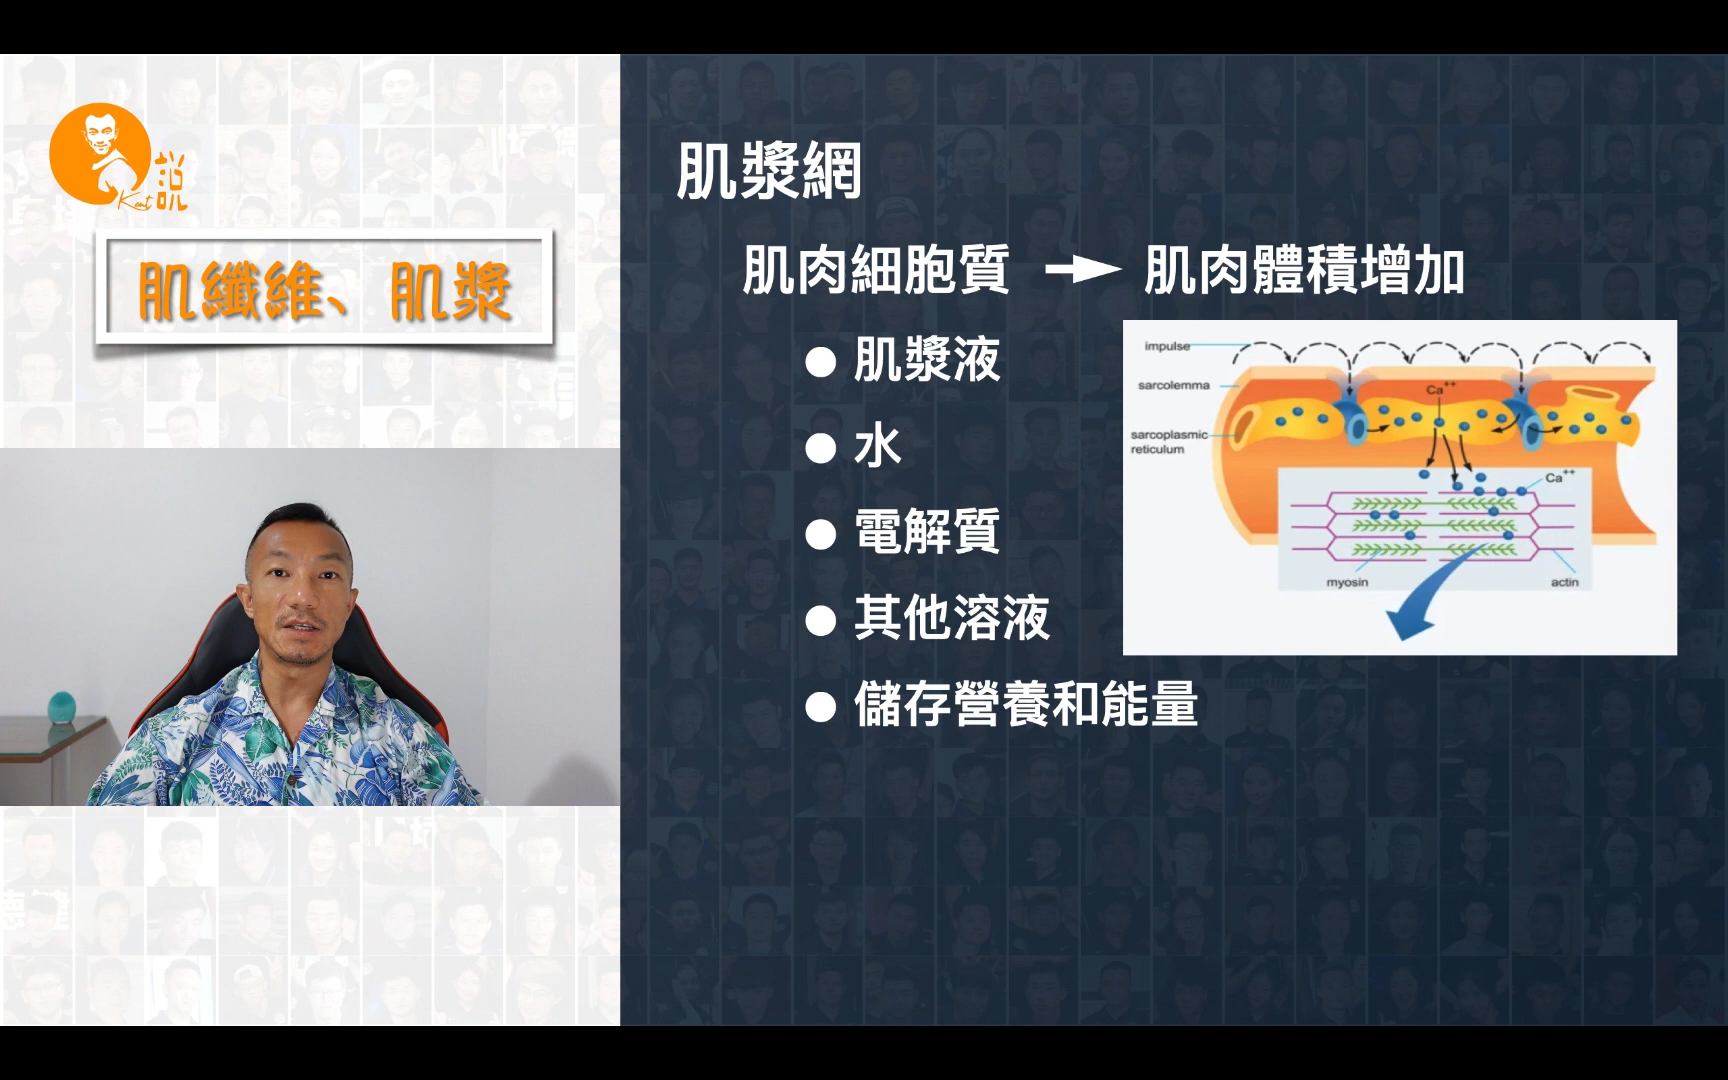 Kent 說
肌纖維、肌漿
肌漿網
肌肉細胞質 → 肌肉體積增加
● 肌漿液
● 水
● 電解質
● 其他溶液
● 儲存營養和能量
impulse
sarcolemma
Ca++
sarcoplasmic
reticulum
Ca++
myosin
actin